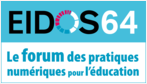 EIDOS64
Le forum des pratiques
numériques pour l'éducation